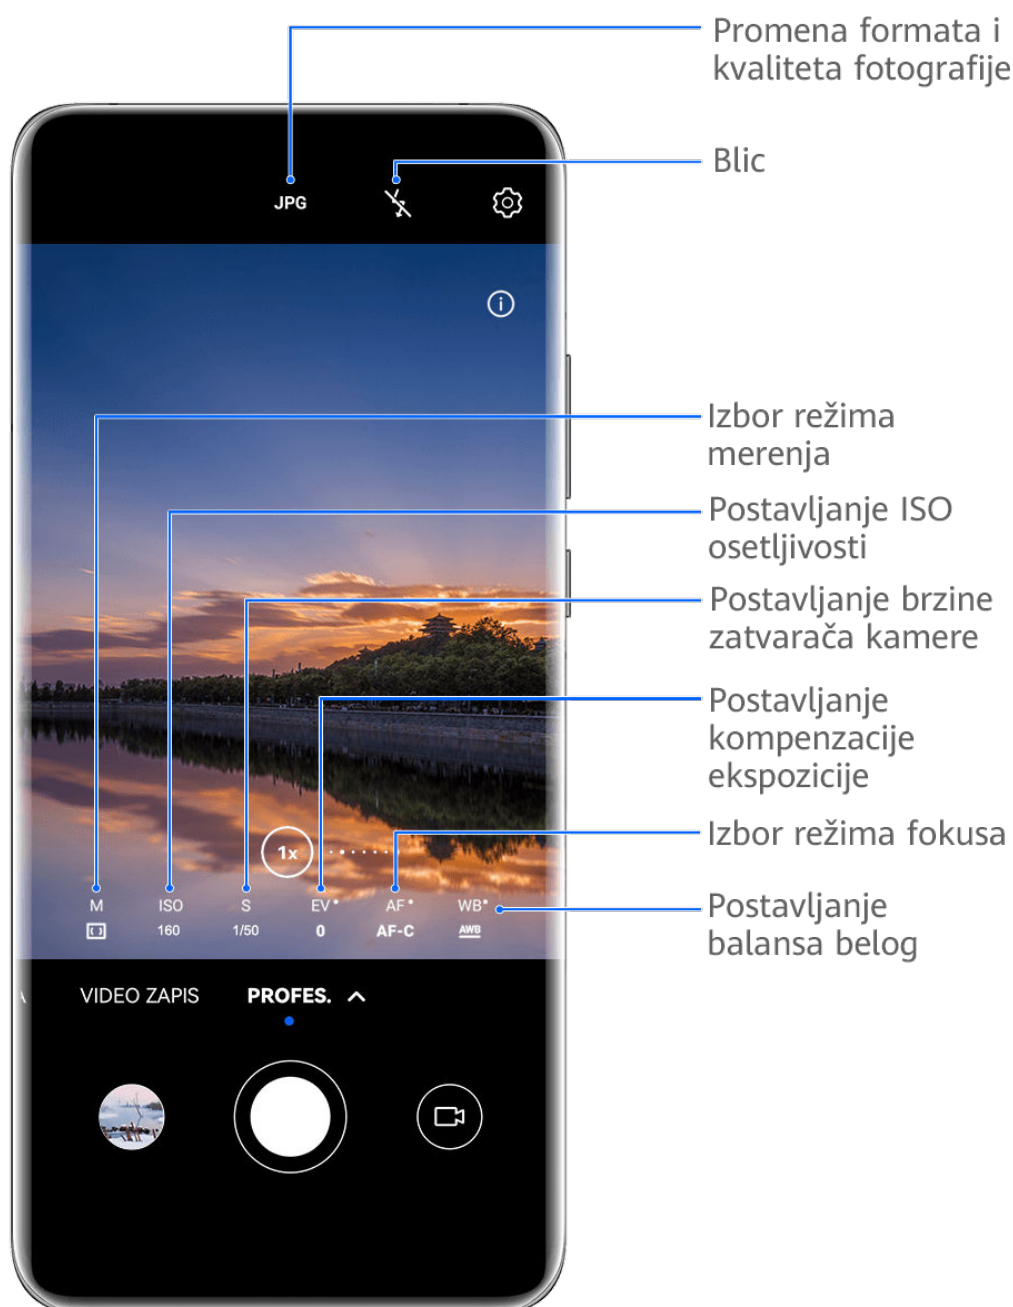 Promena formata i
kvaliteta fotografije
Blic
JPG
Izbor režima
merenja
Postavljanje ISO
osetljivosti
Postavljanje brzine
zatvarača kamere
Postavljanje
kompenzacije
ekspozicije
Izbor režima fokusa
1x
M ISO S EV AF WB
160 1/50 0 AF-C AWB
Postavljanje
balansa belog
VIDEO ZAPIS PROFES.